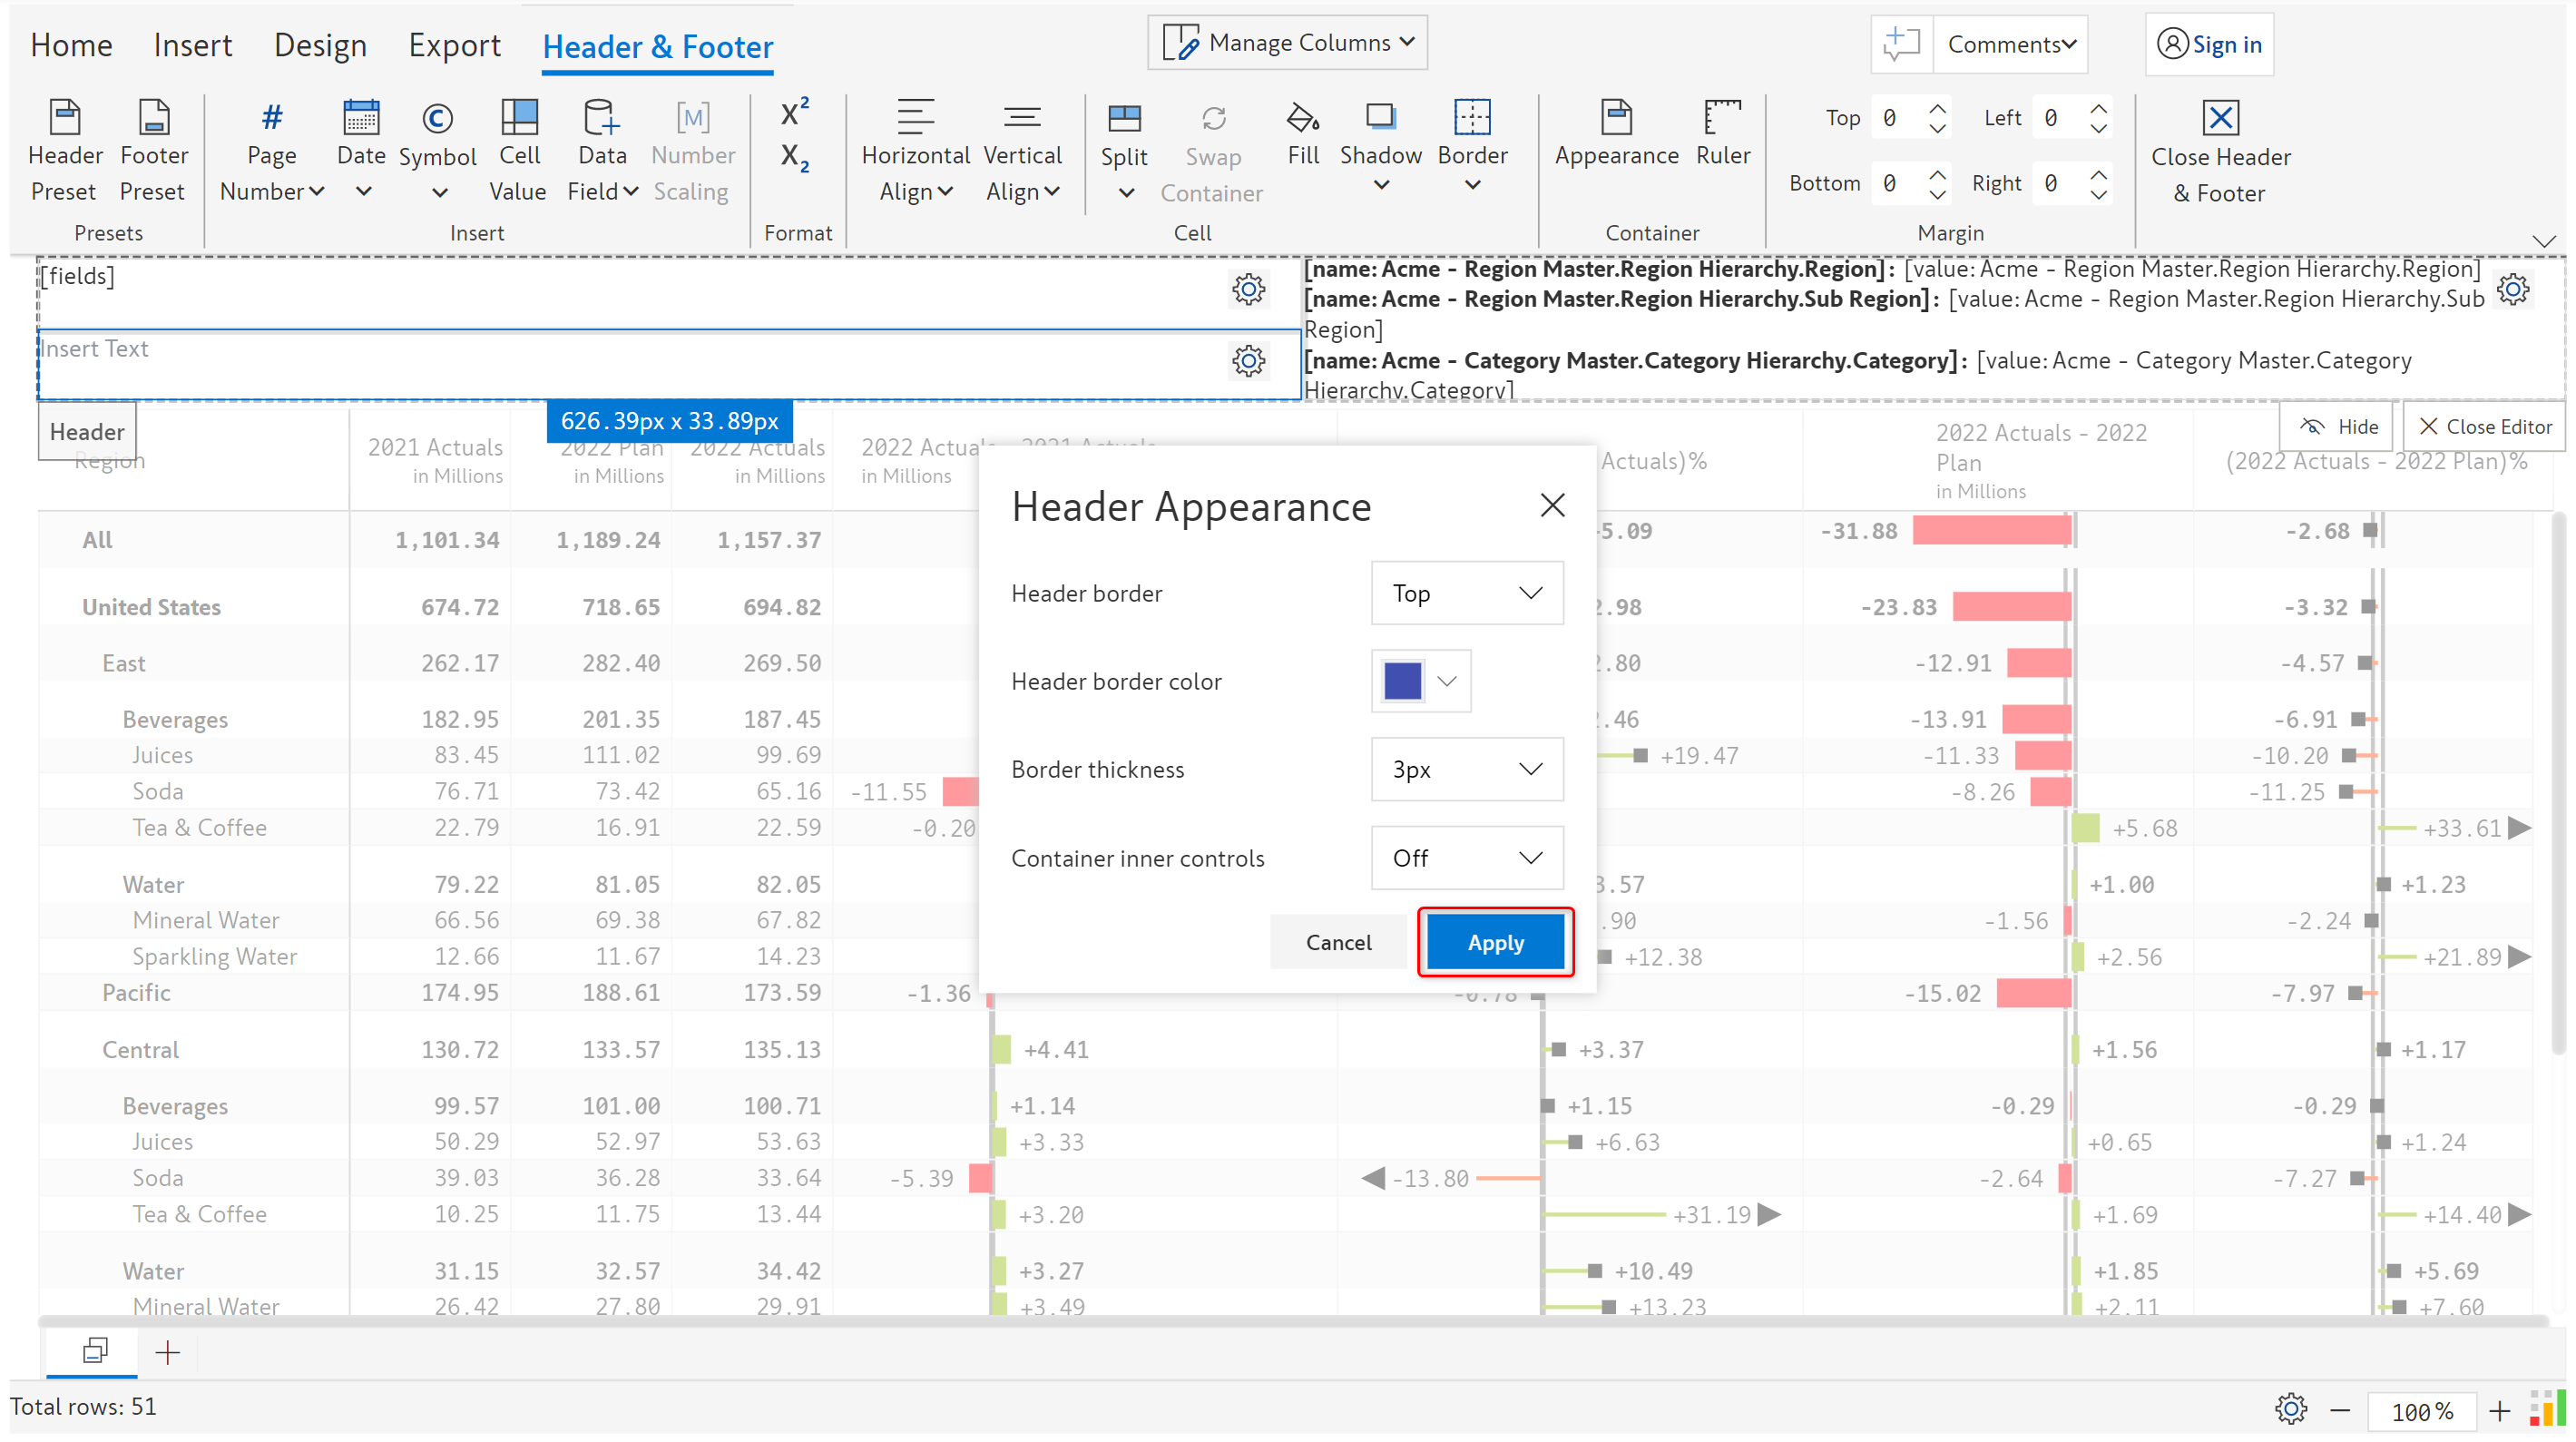 Home Insert Design Export Header & Footer Manage Columns Comments Sign in
Header Preset Footer Preset
Presets
# Page Number Date Symbol Cell Value Data Field [M] Number Scaling
Insert
X² X₂
Format
Horizontal Align Vertical Align Split Swap Container Fill Shadow Border
Cell
Appearance Ruler
Container
Top 0 Left 0
Bottom 0 Right 0
Margin
Close Header & Footer
[fields]
Insert Text
[name: Acme - Region Master.Region Hierarchy.Region] : [value: Acme - Region Master.Region Hierarchy.Region]
[name: Acme - Region Master.Region Hierarchy.Sub Region] : [value: Acme - Region Master.Region Hierarchy.Sub
Region]
[name: Acme - Category Master.Category Hierarchy.Category] : [value: Acme - Category Master.Category
Hierarchy.Category]
Header
626.39px x 33.89px
Hide Close Editor
Region 2021 Actuals in Millions 2022 Plan in Millions 2022 Actuals in Millions 2022 Actuals - 2021 Actuals in Millions Actuals)% 2022 Actuals - 2022 Plan in Millions (2022 Actuals - 2022 Plan)%
Header Appearance
Header border Top
Header border color
Border thickness 3px
Container inner controls Off
Cancel Apply
All 1,101.34 1,189.24 1,157.37 5.09 -31.88 -2.68
United States 674.72 718.65 694.82 2.98 -23.83 -3.32
East 262.17 282.40 269.50 2.80 -12.91 -4.57
Beverages 182.95 201.35 187.45 .46 -13.91 -6.91
Juices 83.45 111.02 99.69 +19.47 -11.33 -10.20
Soda 76.71 73.42 65.16 -11.55 -8.26 -11.25
Tea & Coffee 22.79 16.91 22.59 -0.20 +5.68 +33.61
Water 79.22 81.05 82.05 3.57 +1.00 +1.23
Mineral Water 66.56 69.38 67.82 .90 -1.56 -2.24
Sparkling Water 12.66 11.67 14.23 +12.38 +2.56 +21.89
Pacific 174.95 188.61 173.59 -1.36 -0.78 -15.02 -7.97
Central 130.72 133.57 135.13 +4.41 +3.37 +1.56 +1.17
Beverages 99.57 101.00 100.71 +1.14 +1.15 -0.29 -0.29
Juices 50.29 52.97 53.63 +3.33 +6.63 +0.65 +1.24
Soda 39.03 36.28 33.64 -5.39 -13.80 -2.64 -7.27
Tea & Coffee 10.25 11.75 13.44 +3.20 +31.19 +1.69 +14.40
Water 31.15 32.57 34.42 +3.27 +10.49 +1.85 +5.69
Mineral Water 26.42 27.80 29.91 +3.49 +13.23 +2.11 +7.60
Total rows: 51
100%